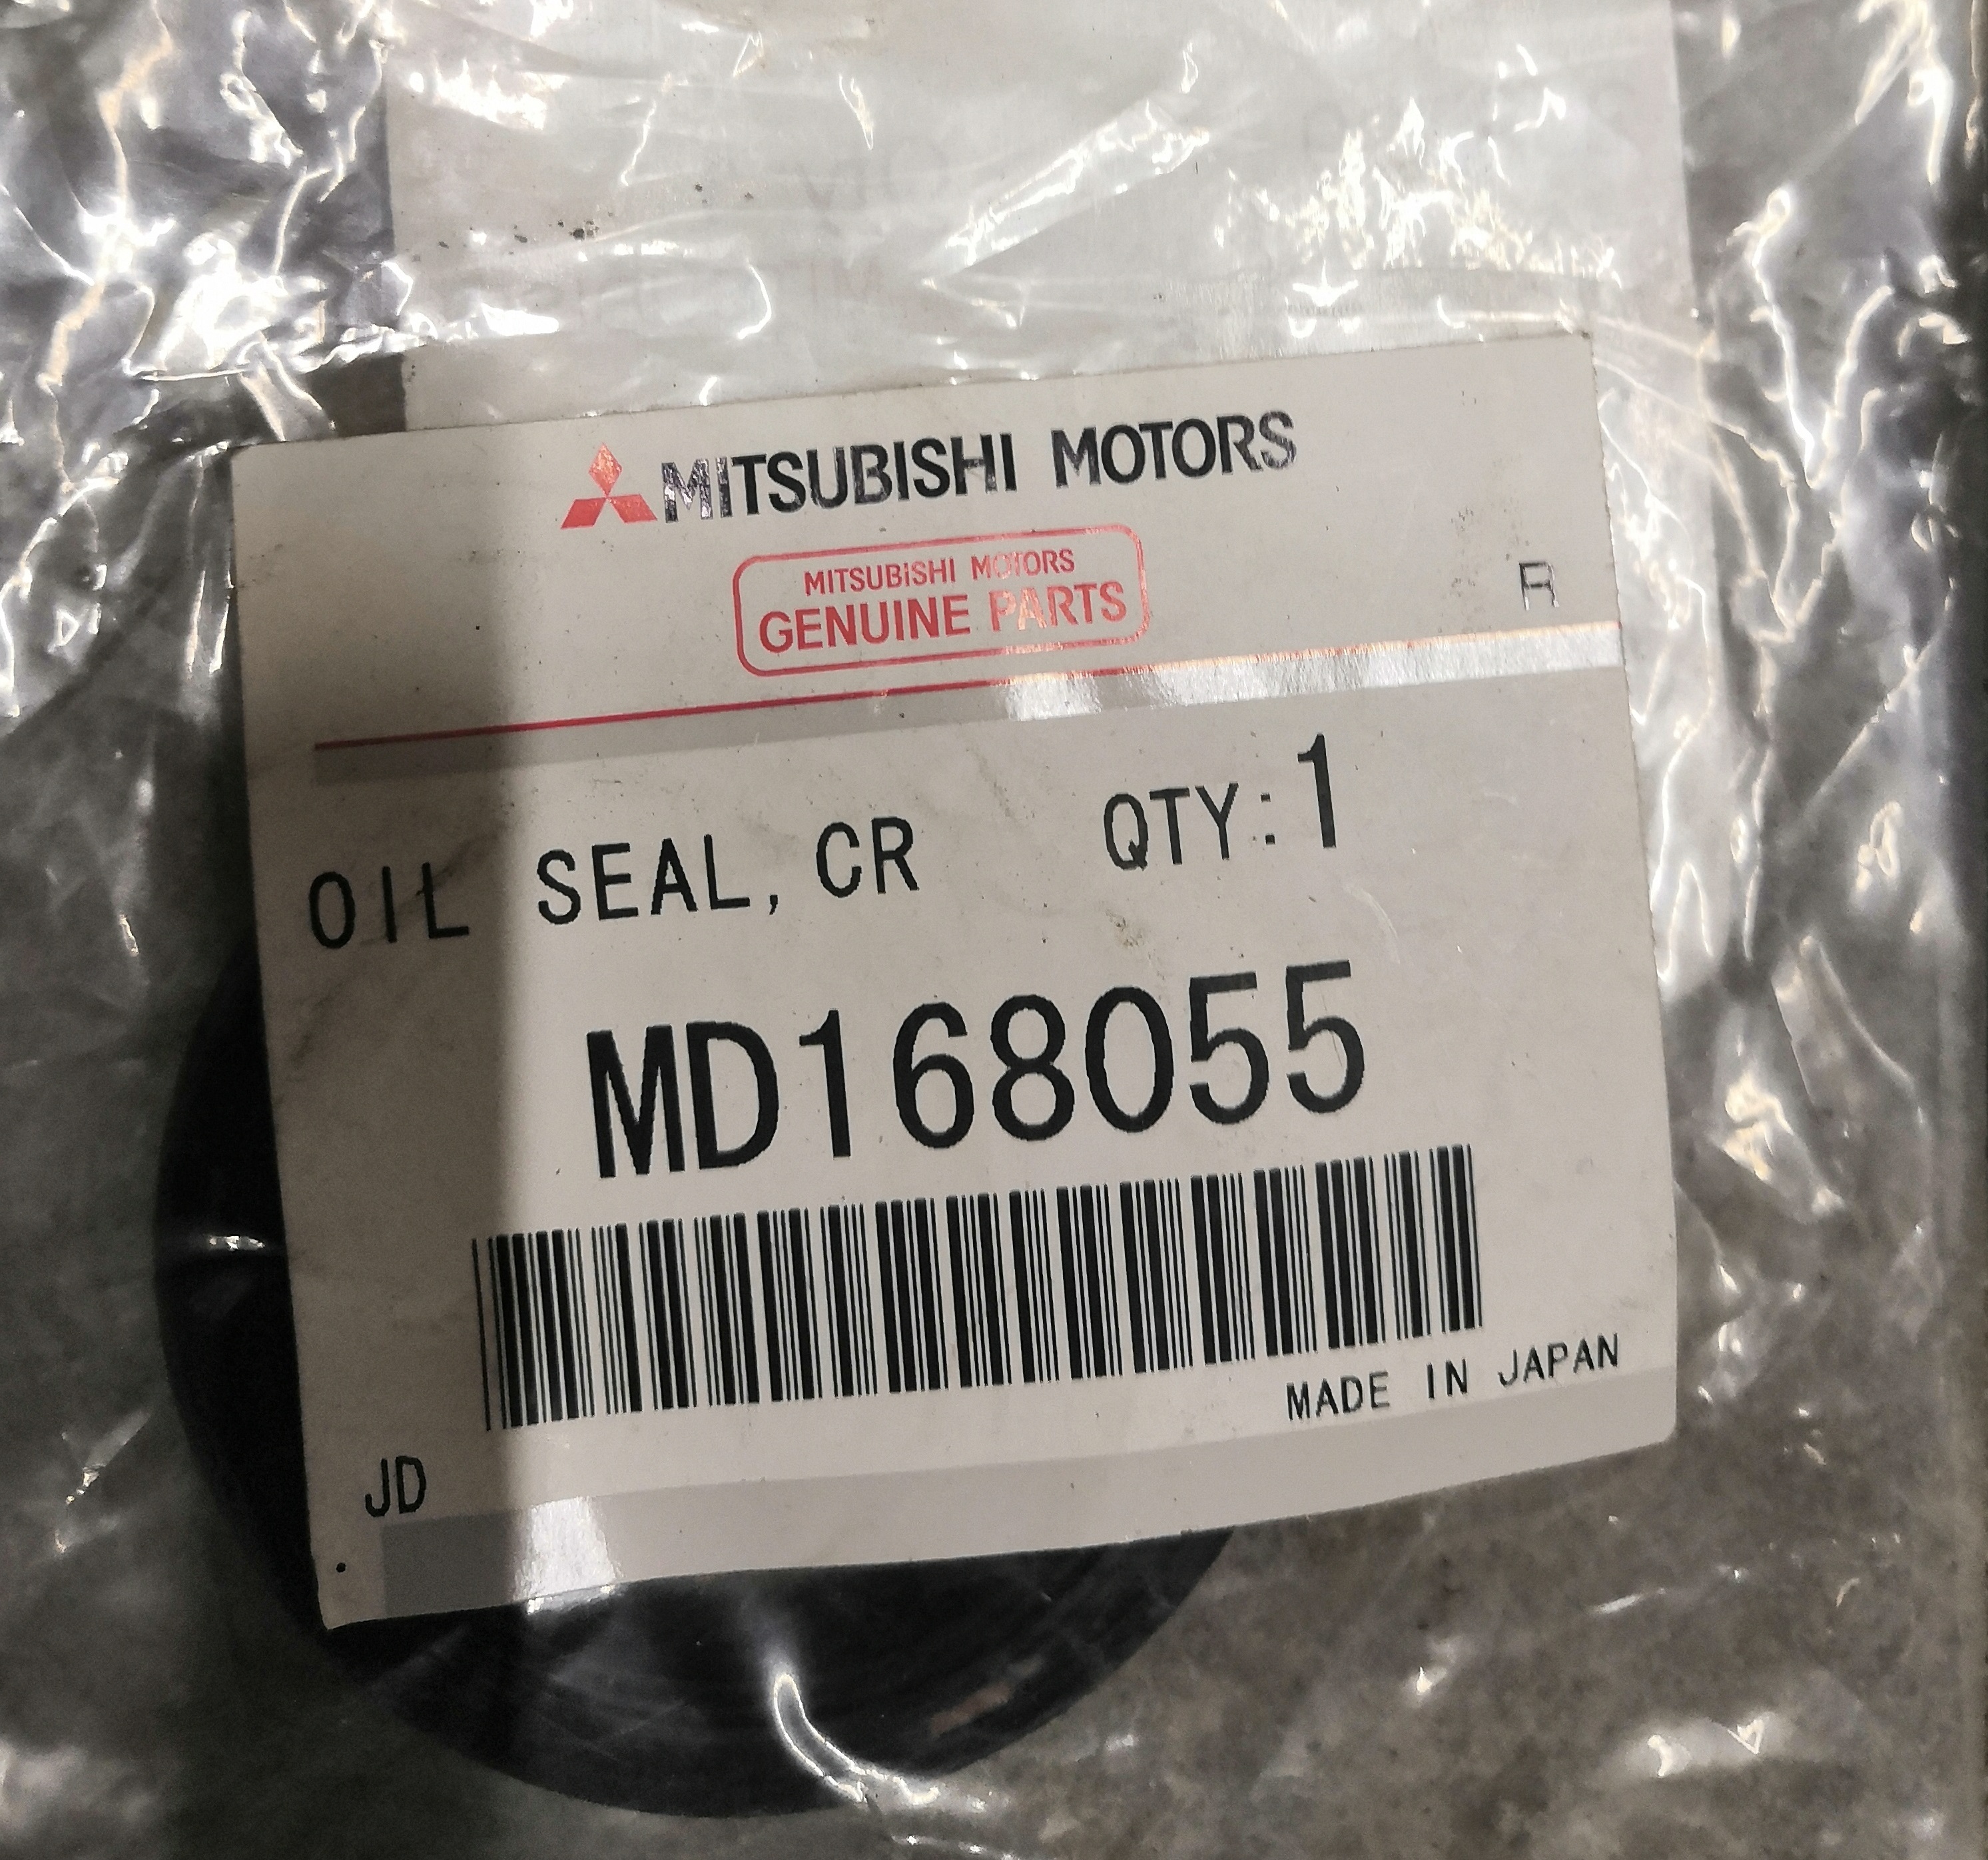 MITSUBISHI MOTORS
MITSUBISHI MOTORS
GENUINE PARTS
R
OIL SEAL, CR QTY:1
MD168055
MADE IN JAPAN
JD